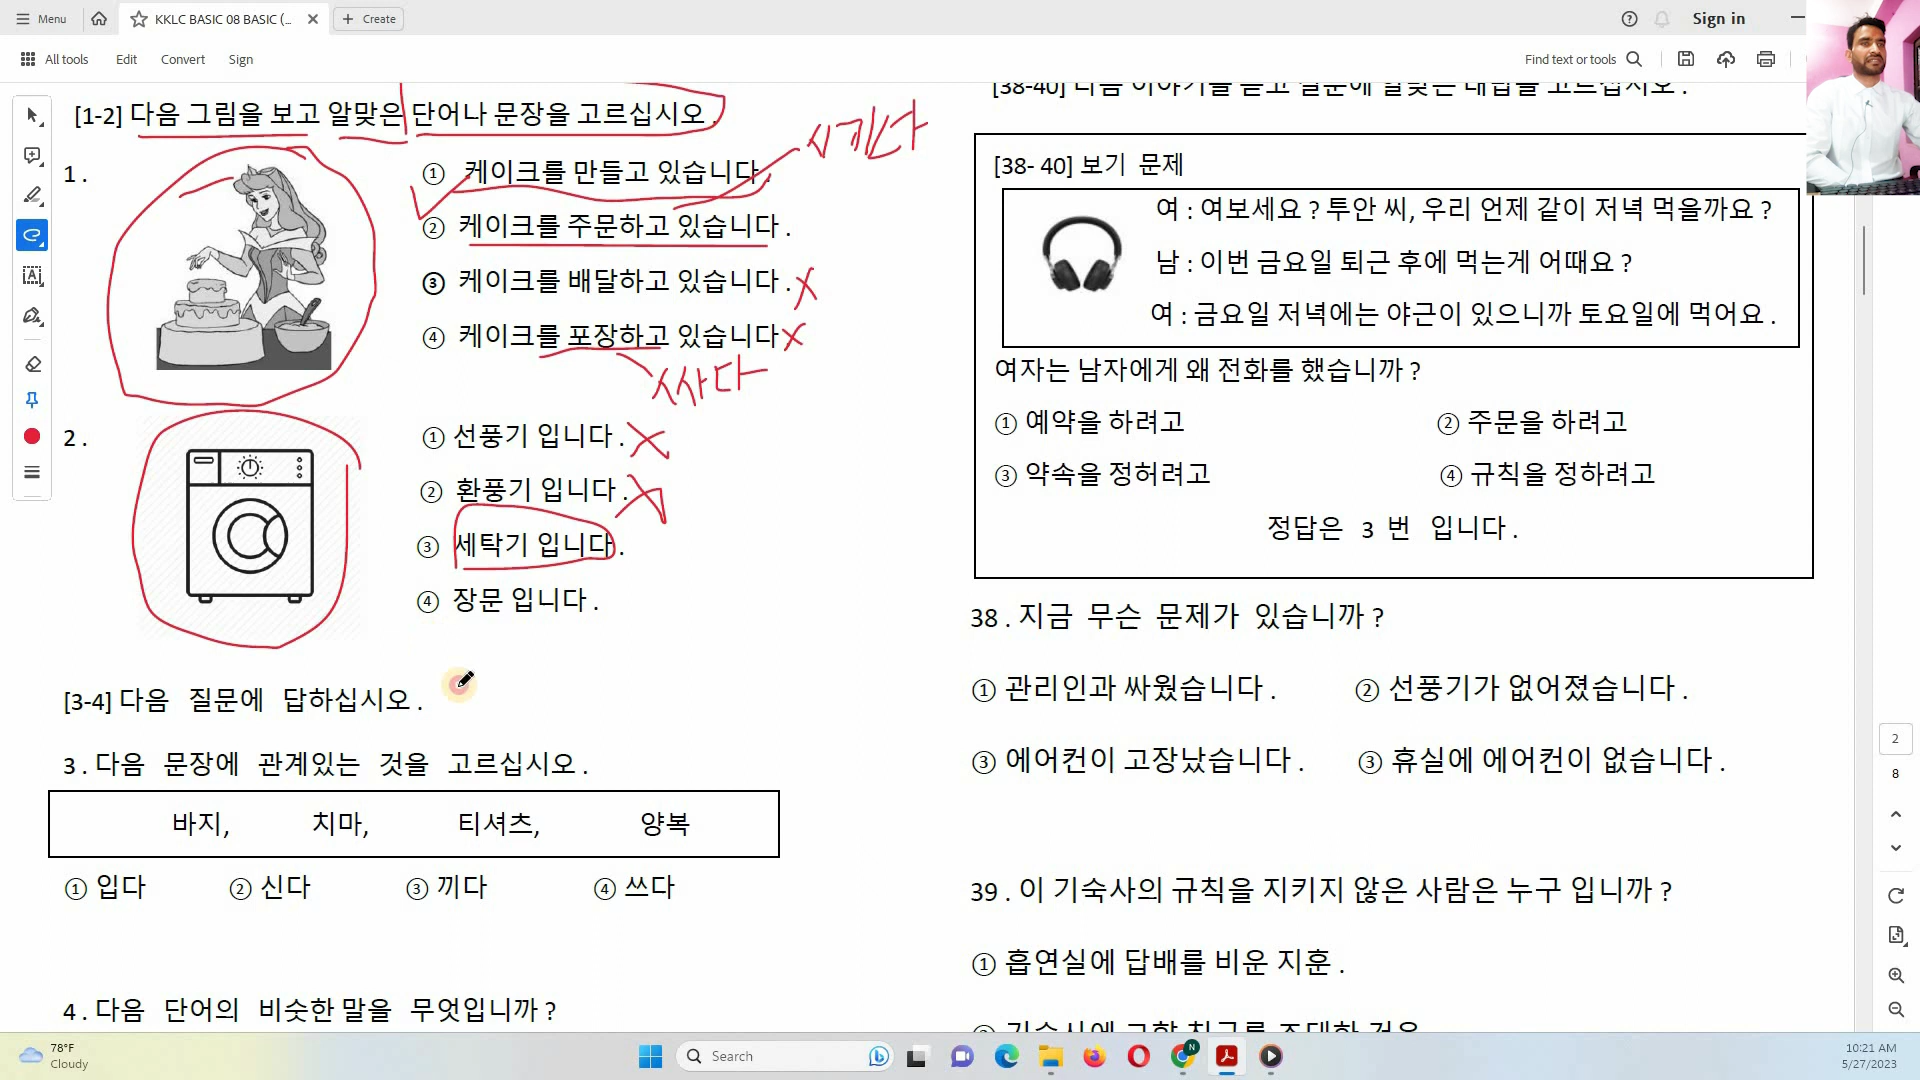 Menu
KKLC BASIC 08 BASIC (...
Create
Sign in
All tools
Edit
Convert
Sign
Find text or tools
[1-2] 다음 그림을 보고 알맞은 단어나 문장을 고르십시오 .
1 .
① 케이크를 만들고 있습니다 .
② 케이크를 주문하고 있습니다 .
③ 케이크를 배달하고 있습니다 .
④ 케이크를 포장하고 있습니다
시키다
싸다
2 .
① 선풍기 입니다 .
② 환풍기 입니다 .
③ 세탁기 입니다 .
④ 장문 입니다 .
[3-4] 다음 질문에 답하십시오 .
3 . 다음 문장에 관계있는 것을 고르십시오 .
바지, 치마, 티셔츠, 양복
① 입다 ② 신다 ③ 끼다 ④ 쓰다
4 . 다음 단어의 비슷한 말을 무엇입니까 ?
[38- 40] 보기 문제
여 : 여보세요 ? 투안 씨, 우리 언제 같이 저녁 먹을까요 ?
남 : 이번 금요일 퇴근 후에 먹는게 어때요 ?
여 : 금요일 저녁에는 야근이 있으니까 토요일에 먹어요 .
여자는 남자에게 왜 전화를 했습니까 ?
① 예약을 하려고 ② 주문을 하려고
③ 약속을 정허려고 ④ 규칙을 정하려고
정답은 3 번 입니다 .
38 . 지금 무슨 문제가 있습니까 ?
① 관리인과 싸웠습니다 . ② 선풍기가 없어졌습니다 .
③ 에어컨이 고장났습니다 . ③ 휴실에 에어컨이 없습니다 .
39 . 이 기숙사의 규칙을 지키지 않은 사람은 누구 입니까 ?
① 흡연실에 답배를 비운 지훈 .
2
8
78°F
Cloudy
Search
N
10:21 AM
5/27/2023